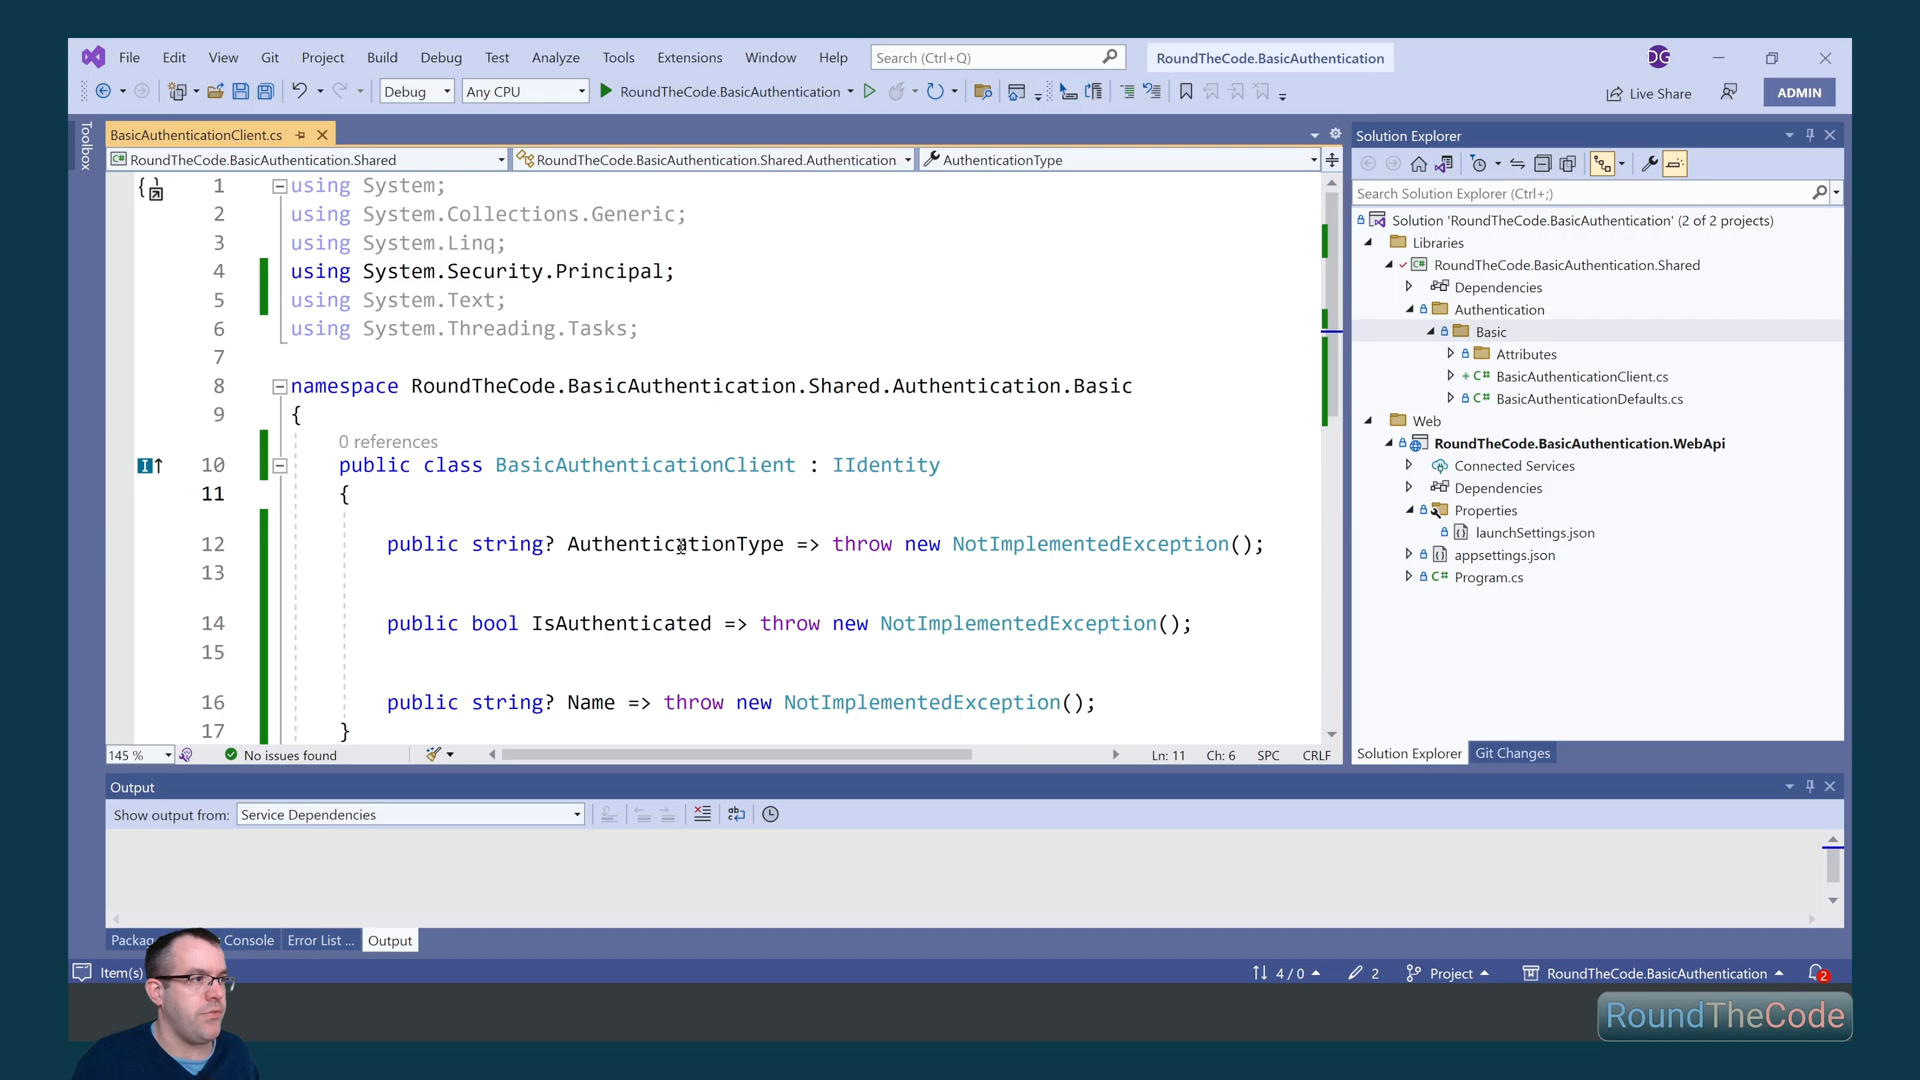 File Edit View Git Project Build Debug Test Analyze Tools Extensions Window Help Search (Ctrl+Q) RoundTheCode.BasicAuthentication DG
Debug Any CPU RoundTheCode.BasicAuthentication Live Share ADMIN
Toolbox
BasicAuthenticationClient.cs
RoundTheCode.BasicAuthentication.Shared RoundTheCode.BasicAuthentication.Shared.Authentication. AuthenticationType
1 using System;
2 using System.Collections.Generic;
3 using System.Linq;
4 using System.Security.Principal;
5 using System.Text;
6 using System.Threading.Tasks;
7
8 namespace RoundTheCode.BasicAuthentication.Shared.Authentication.Basic
9 {
0 references
10 public class BasicAuthenticationClient : IIdentity
11 {
12 public string? AuthenticationType => throw new NotImplementedException();
13
14 public bool IsAuthenticated => throw new NotImplementedException();
15
16 public string? Name => throw new NotImplementedException();
17 }
145 % No issues found Ln: 11 Ch: 6 SPC CRLF
Solution Explorer
Search Solution Explorer (Ctrl+;)
Solution 'RoundTheCode.BasicAuthentication' (2 of 2 projects)
Libraries
RoundTheCode.BasicAuthentication.Shared
Dependencies
Authentication
Basic
Attributes
C# BasicAuthenticationClient.cs
C# BasicAuthenticationDefaults.cs
Web
RoundTheCode.BasicAuthentication.WebApi
Connected Services
Dependencies
Properties
launchSettings.json
appsettings.json
C# Program.cs
Solution Explorer Git Changes
Output
Show output from: Service Dependencies
Console Error List ... Output
Item(s) 4 / 0 2 Project RoundTheCode.BasicAuthentication 2
RoundTheCode